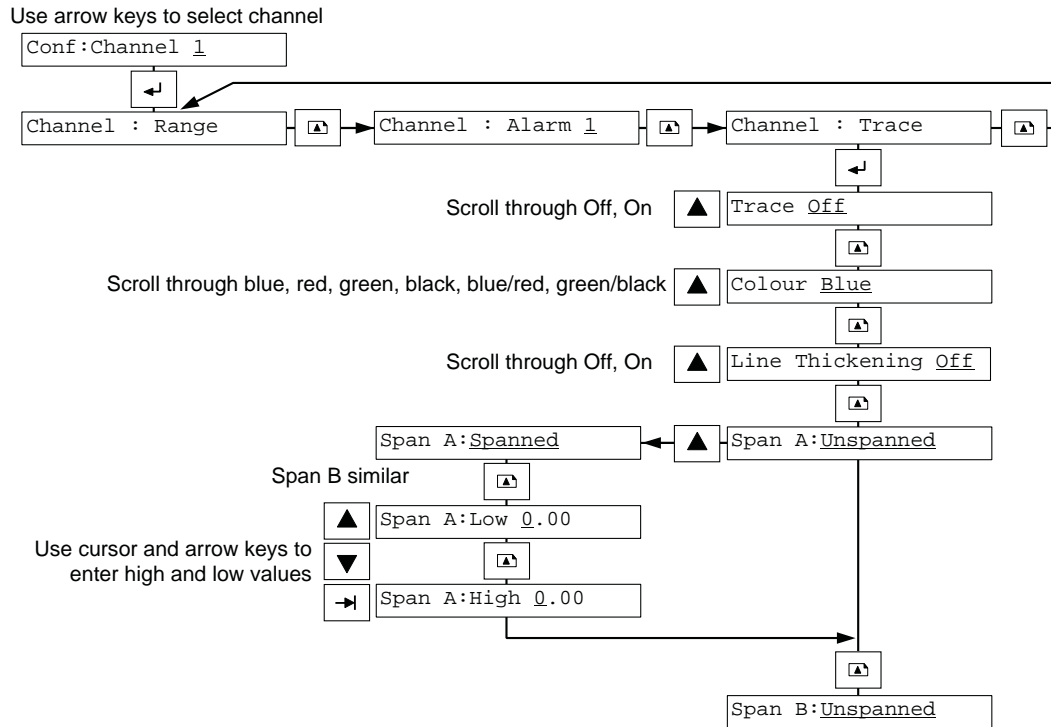 Use arrow keys to select channel
Conf:Channel 1
Channel : Range
Channel : Alarm 1
Channel : Trace
Scroll through Off, On
Trace Off
Scroll through blue, red, green, black, blue/red, green/black
Colour Blue
Scroll through Off, On
Line Thickening Off
Span A:Spanned
Span A:Unspanned
Span B similar
Span A:Low 0.00
Use cursor and arrow keys to
enter high and low values
Span A:High 0.00
Span B:Unspanned